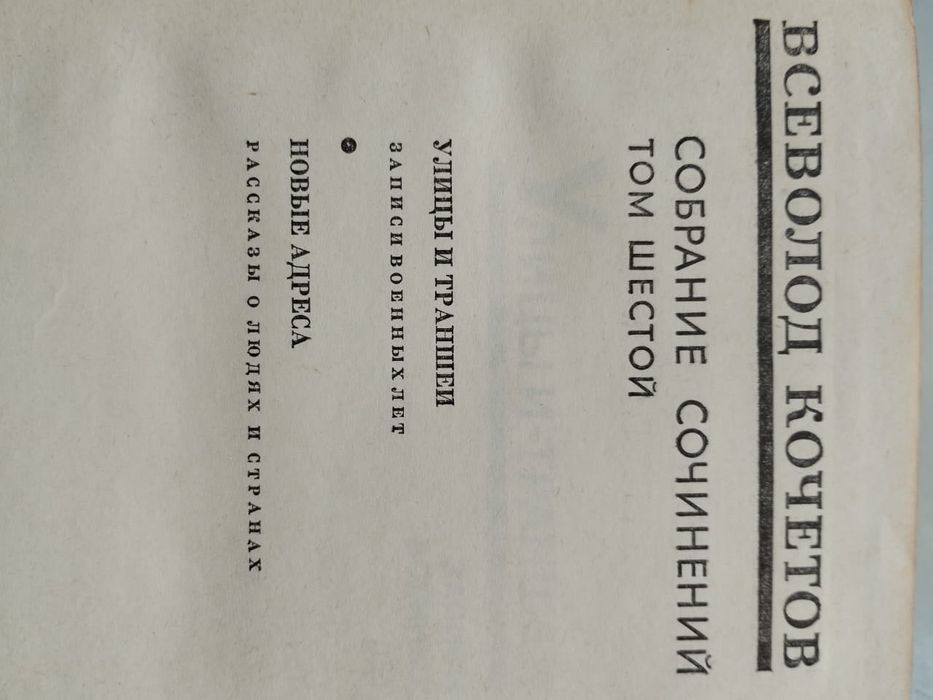 ВСЕВОЛОД КОЧЕТОВ
СОБРАНИЕ СОЧИНЕНИЙ
ТОМ ШЕСТОЙ
УЛИЦЫ И ТРАНШЕИ
ЗАПИСИ ВОЕННЫХ ЛЕТ
НОВЫЕ АДРЕСА
РАССКАЗЫ О ЛЮДЯХ И СТРАНАХ